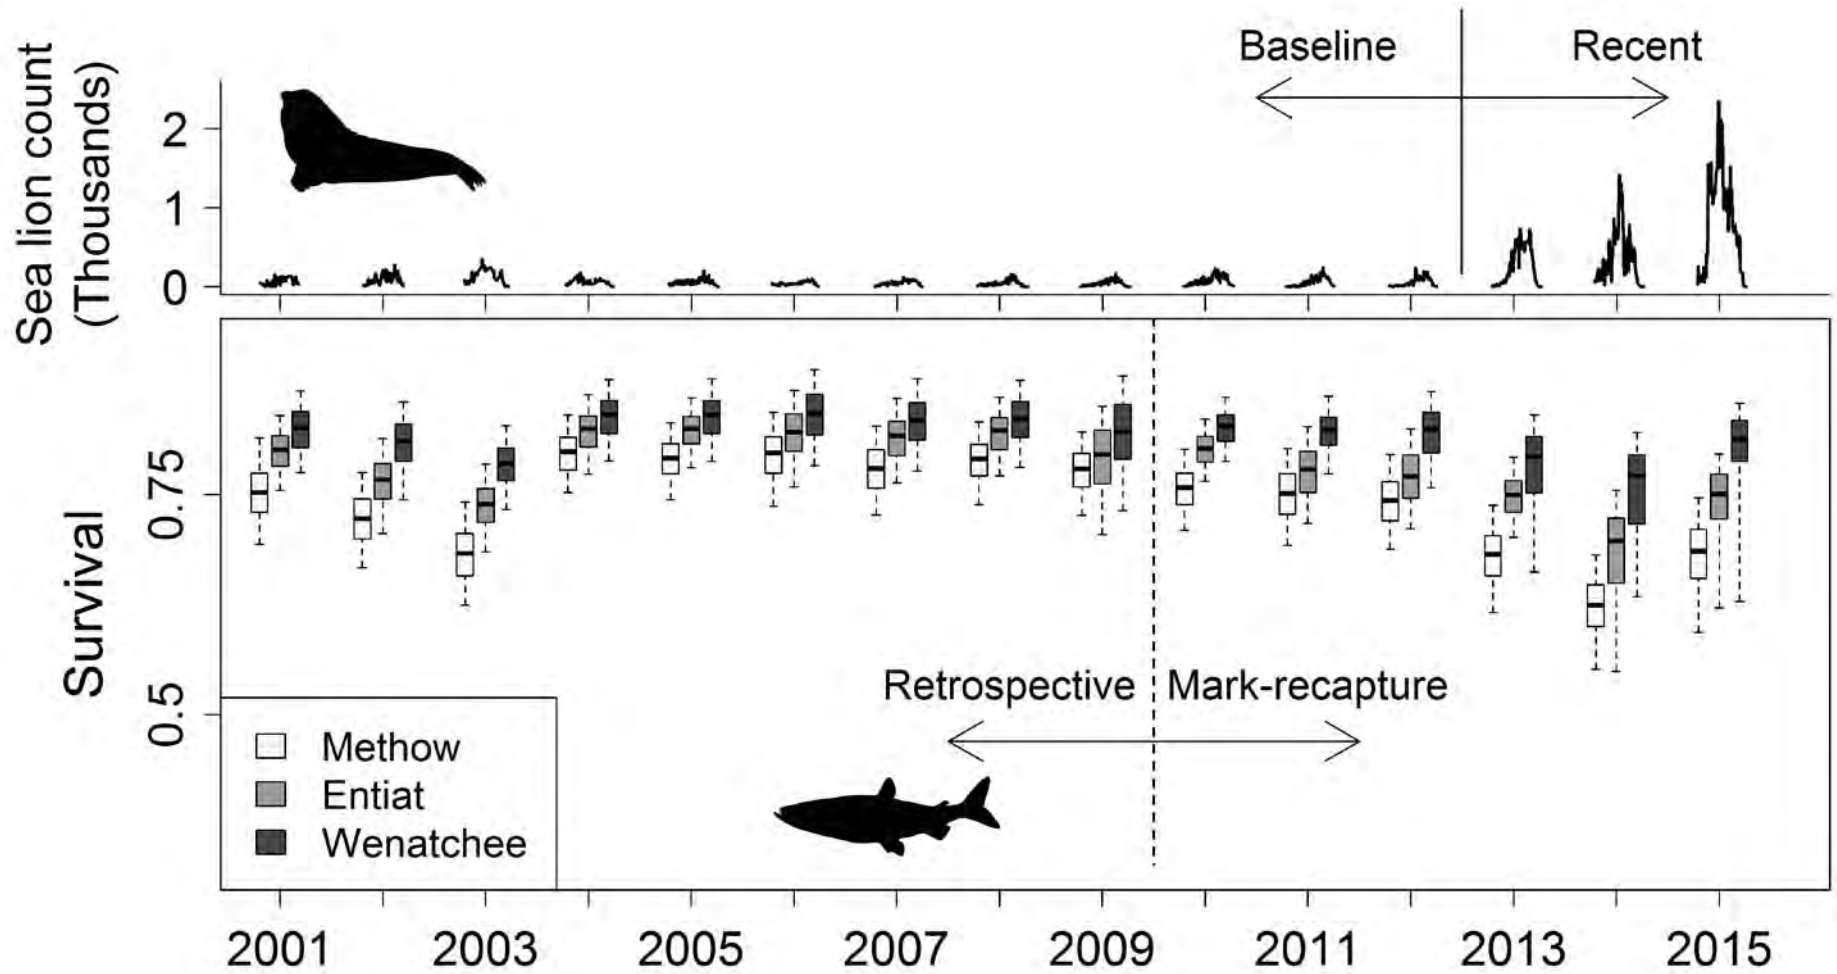 Sea lion count
(Thousands)
2
1
0
Baseline
Recent
Survival
0.75
0.5
Retrospective
Mark-recapture
Methow
Entiat
Wenatchee
2001
2003
2005
2007
2009
2011
2013
2015